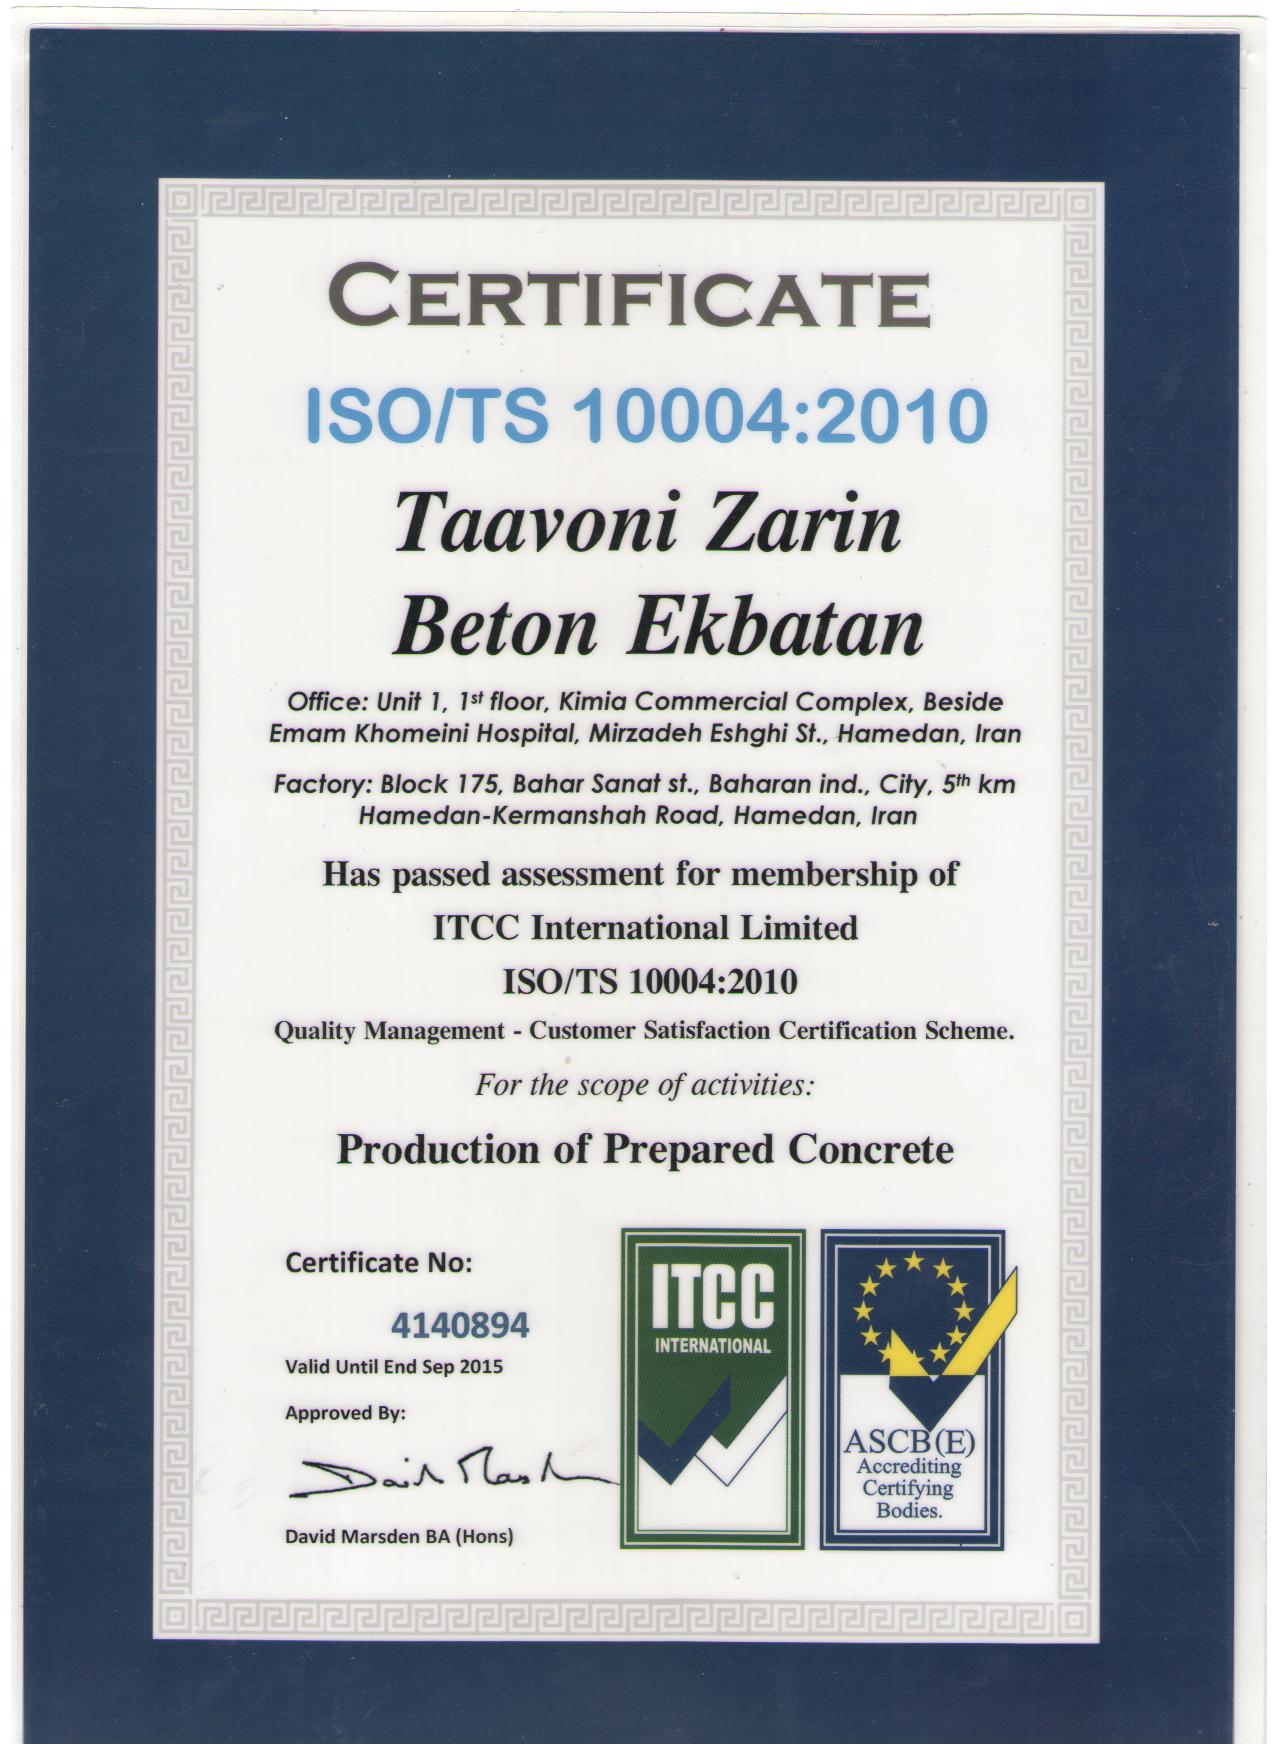 CERTIFICATE
ISO/TS 10004:2010
Taavoni Zarin
Beton Ekbatan
Office: Unit 1, 1st floor, Kimia Commercial Complex, Beside
Emam Khomeini Hospital, Mirzadeh Eshghi St., Hamedan, Iran
Factory: Block 175, Bahar Sanat st., Baharan ind., City, 5th km
Hamedan-Kermanshah Road, Hamedan, Iran
Has passed assessment for membership of
ITCC International Limited
ISO/TS 10004:2010
Quality Management - Customer Satisfaction Certification Scheme.
For the scope of activities:
Production of Prepared Concrete
Certificate No:
4140894
Valid Until End Sep 2015
Approved By:
David Marsden BA (Hons)
ITCC
INTERNATIONAL
ASCB(E)
Accrediting
Certifying
Bodies.